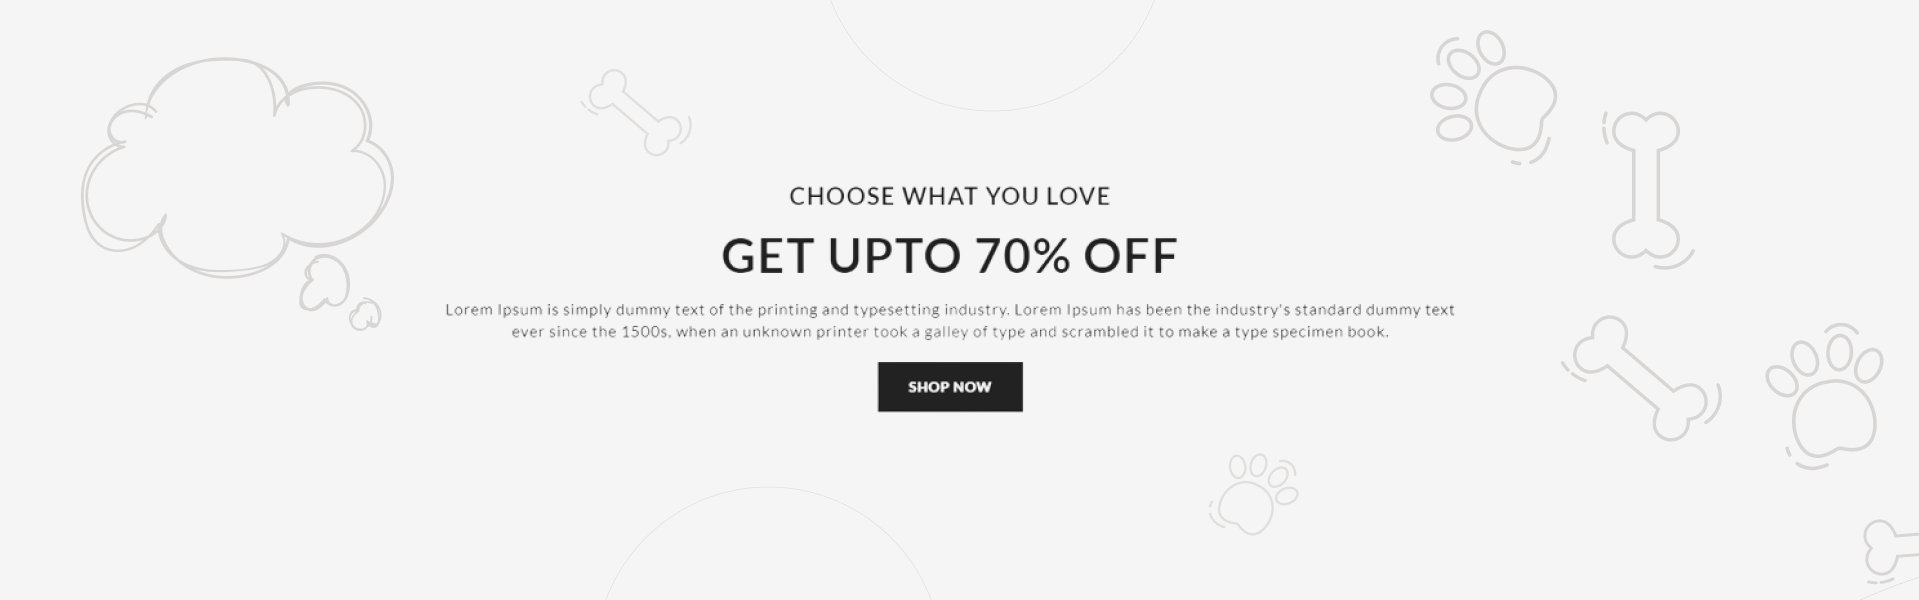 CHOOSE WHAT YOU LOVE
GET UPTO 70% OFF
Lorem Ipsum is simply dummy text of the printing and typesetting industry. Lorem Ipsum has been the industry's standard dummy text
ever since the 1500s, when an unknown printer took a galley of type and scrambled it to make a type specimen book.
SHOP NOW